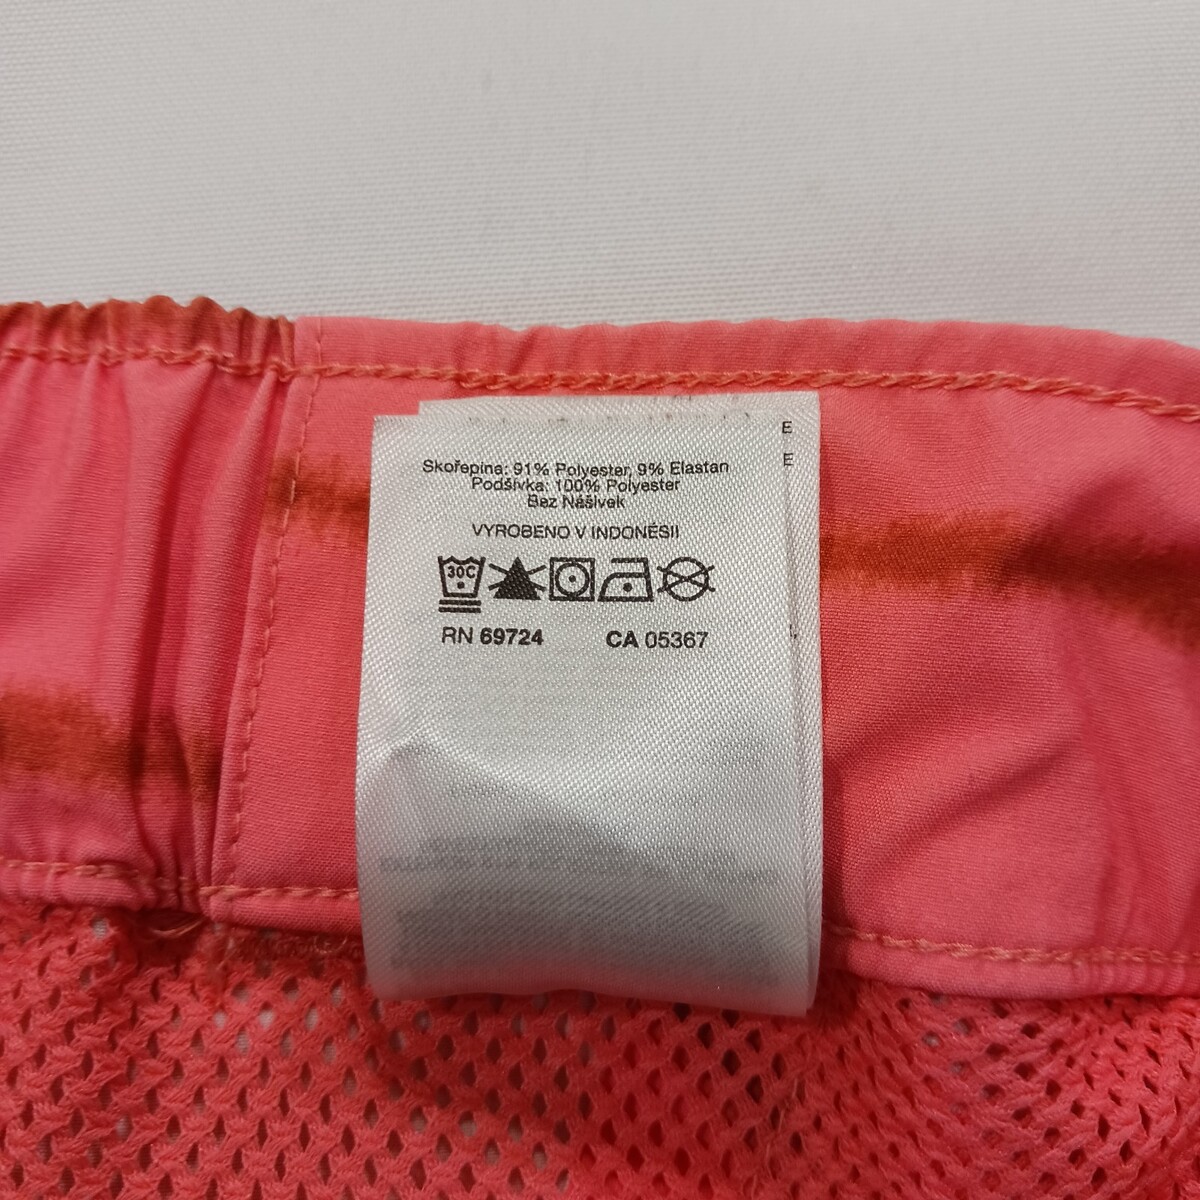 E
E
Skořepina: 91% Polyester, 9% Elastan
Podšívka: 100% Polyester
Bez Nášivek
VYROBENO V INDONÉSII
30C
RN 69724 CA 05367